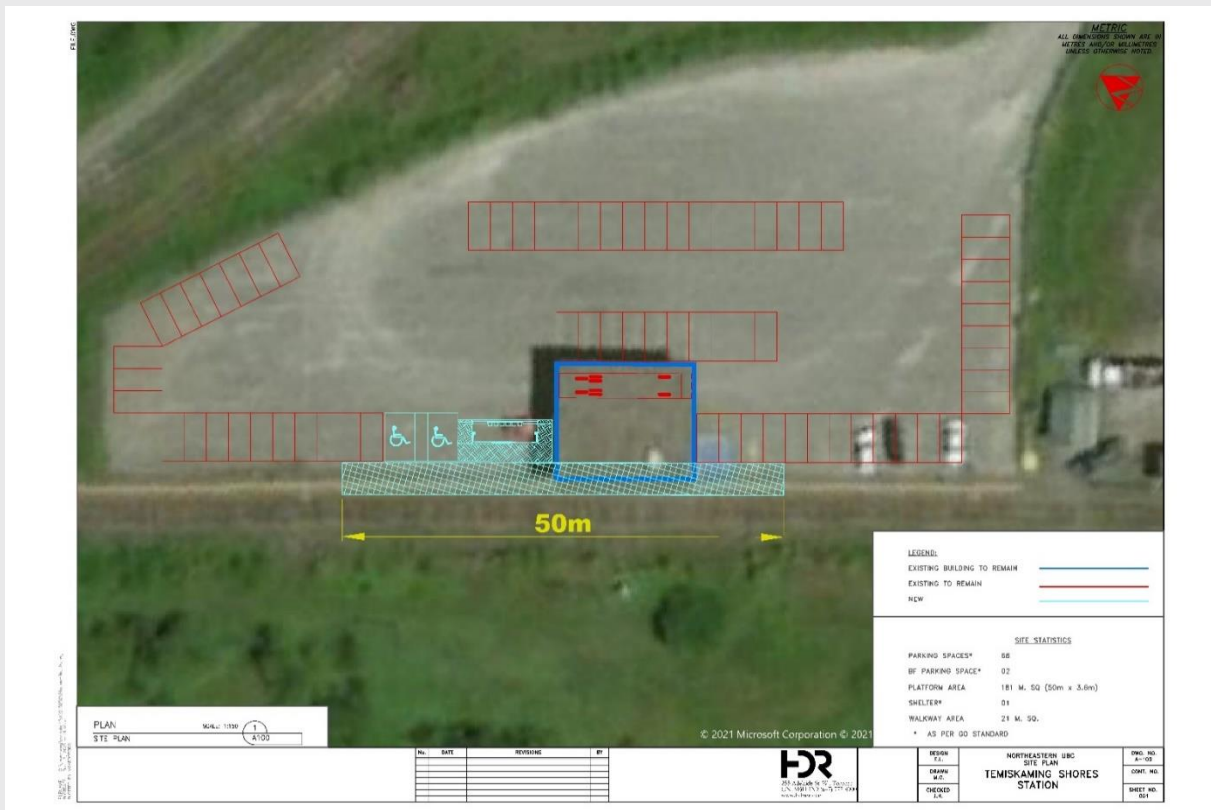 METRIC
ALL DIMENSIONS SHOWN ARE IN
METRES AND/OR MILLIMETRES
UNLESS OTHERWISE NOTED.
50m
LEGEND:
EXISTING BUILDING TO REMAIN
EXISTING TO REMAIN
NEW
SITE STATISTICS
PARKING SPACES*
BF PARKING SPACE* 02
PLATFORM AREA 181 M. SQ (50m x 3.6m)
SHELTER* 01
WALKWAY AREA 21 M. SQ.
* AS PER GO STANDARD
PLAN
SITE PLAN
1
A100
© 2021 Microsoft Corporation © 2021
No. DATE REVISIONS BY
HDR
DESIGN
DRAWN
CHECKED
NORTHEASTERN UBC
SITE PLAN
TEMISKAMING SHORES
STATION
DWG. NO.
CONT. NO.
SHEET NO.
001